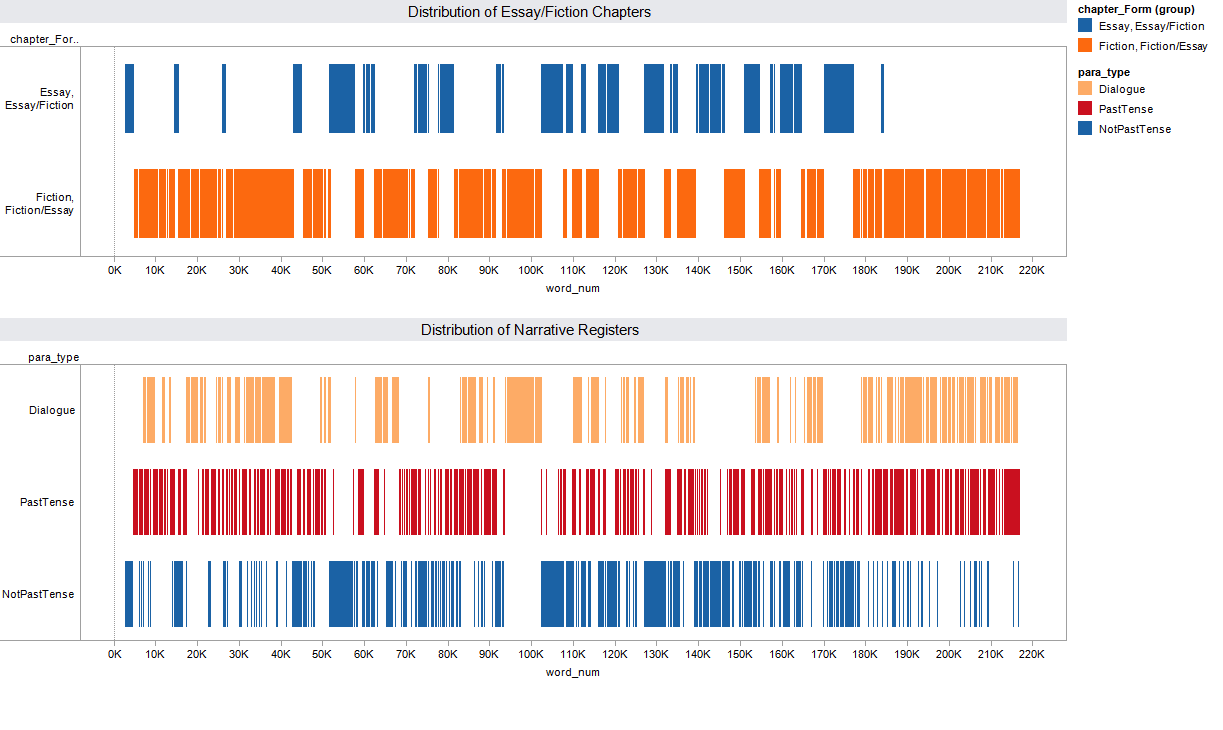 Distribution of Essay/Fiction Chapters
chapter_For..
Essay,
Essay/Fiction
Fiction,
Fiction/Essay
0K 10K 20K 30K 40K 50K 60K 70K 80K 90K 100K 110K 120K 130K 140K 150K 160K 170K 180K 190K 200K 210K 220K
word_num
chapter_Form (group)
Essay, Essay/Fiction
Fiction, Fiction/Essay
para_type
Dialogue
PastTense
NotPastTense
Distribution of Narrative Registers
para_type
Dialogue
PastTense
NotPastTense
0K 10K 20K 30K 40K 50K 60K 70K 80K 90K 100K 110K 120K 130K 140K 150K 160K 170K 180K 190K 200K 210K 220K
word_num